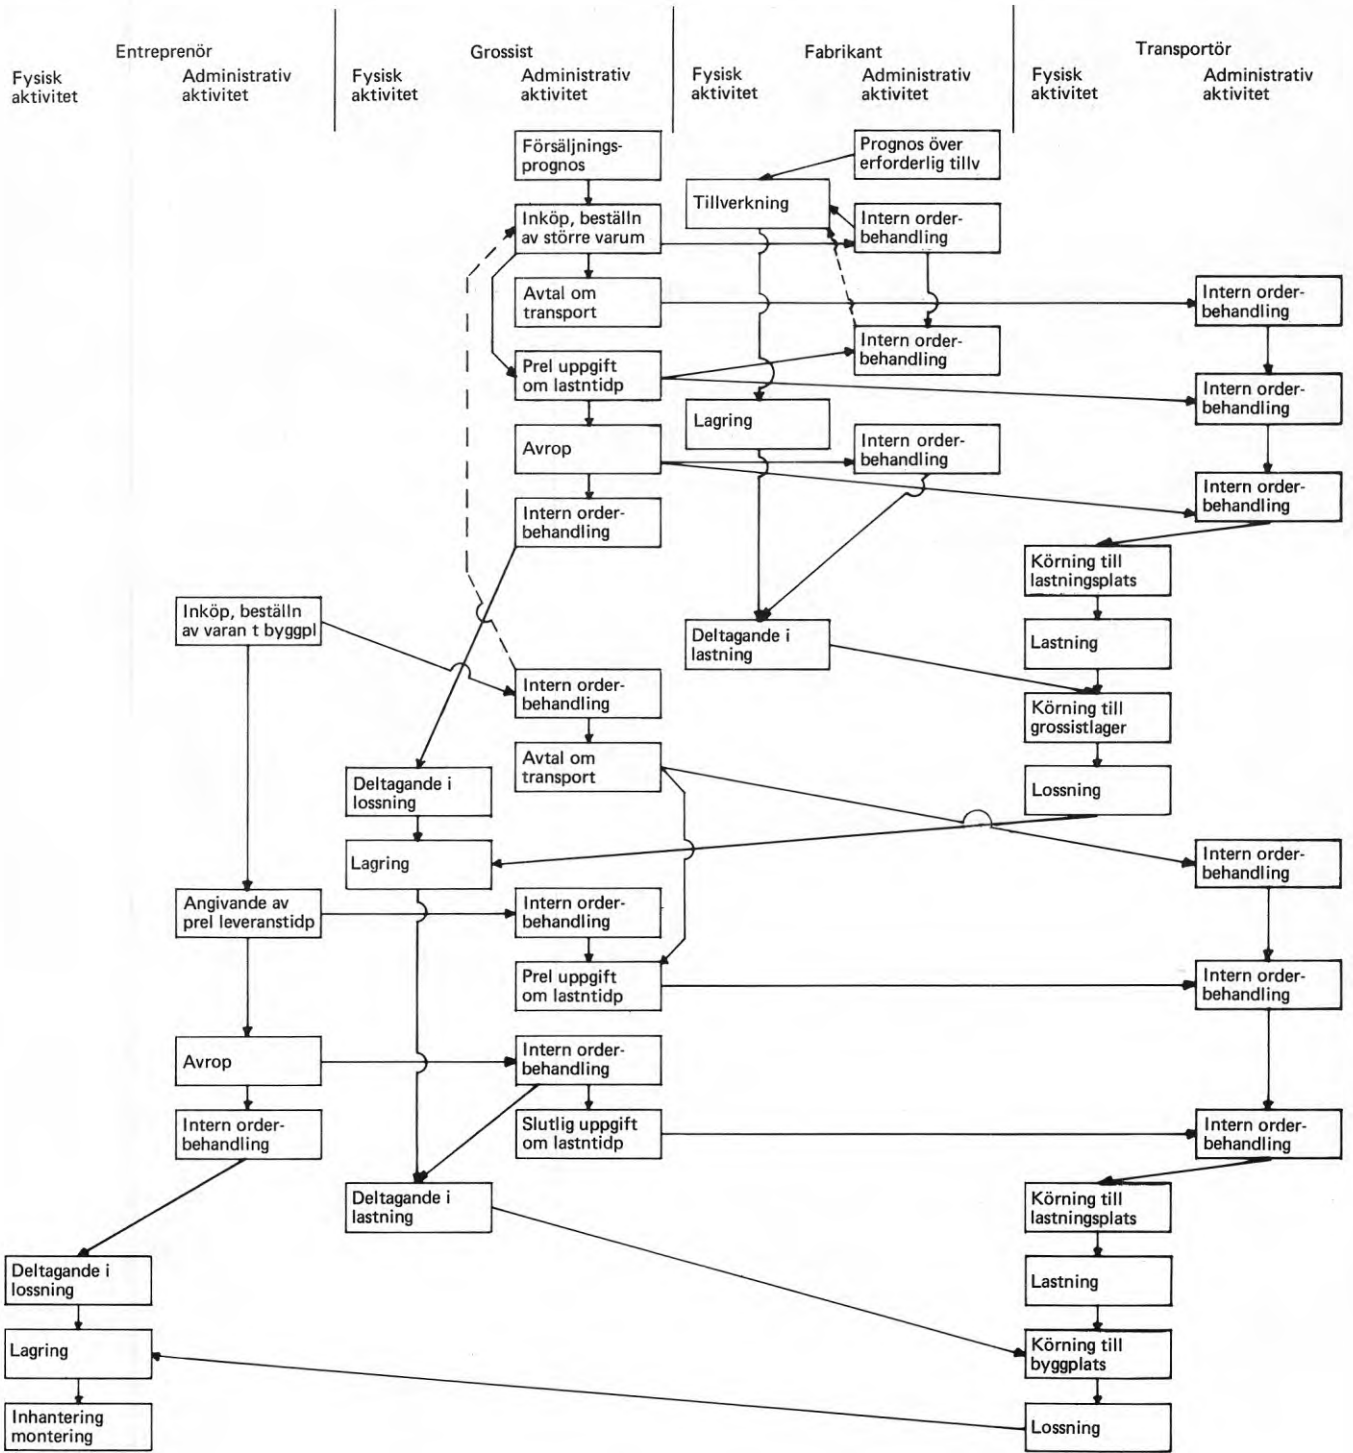 Entreprenör
Grossist
Fabrikant
Transportör
Fysisk
aktivitet
Administrativ
aktivitet
Fysisk
aktivitet
Administrativ
aktivitet
Fysisk
aktivitet
Administrativ
aktivitet
Fysisk
aktivitet
Administrativ
aktivitet
Försäljnings-
prognos
Prognos över
erforderlig tillv
Tillverkning
Inköp, beställn
av större varum
Intern order-
behandling
Avtal om
transport
Intern order-
behandling
Intern order-
behandling
Prel uppgift
om lastntidp
Intern order-
behandling
Lagring
Avrop
Intern order-
behandling
Intern order-
behandling
Intern order-
behandling
Körning till
lastningsplats
Inköp, beställn
av varan t byggpl
Deltagande i
lastning
Lastning
Intern order-
behandling
Körning till
grossistlager
Avtal om
transport
Deltagande i
lossning
Lossning
Lagring
Intern order-
behandling
Angivande av
prel leveranstidp
Intern order-
behandling
Prel uppgift
om lastntidp
Intern order-
behandling
Avrop
Intern order-
behandling
Intern order-
behandling
Slutlig uppgift
om lastntidp
Intern order-
behandling
Deltagande i
lastning
Körning till
lastningsplats
Deltagande i
lossning
Lastning
Lagring
Körning till
byggplats
Inhantering
montering
Lossning